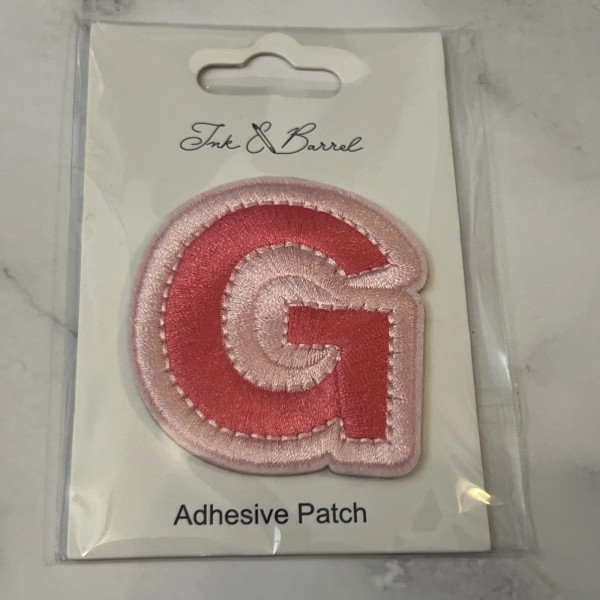 Ink & Barrel
G
Adhesive Patch